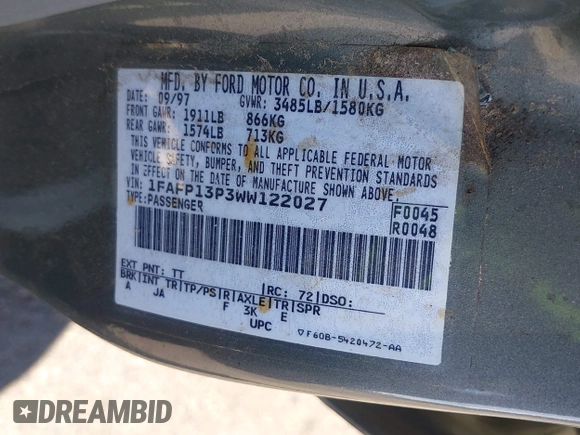 MFD. BY FORD MOTOR CO. IN U.S.A.
DATE: 09/97 GVWR: 3485LB/1580KG
FRONT GAWR: 1911LB 866KG
REAR GAWR: 1574LB 713KG
THIS VEHICLE CONFORMS TO ALL APPLICABLE FEDERAL MOTOR
VEHICLE SAFETY, BUMPER, AND THEFT PREVENTION STANDARDS
IN EFFECT ON THE DATE OF MANUFACTURE SHOWN ABOVE.
VIN: 1FAFP13P3WW122027
TYPE: PASSENGER
F0045
R0048
EXT PNT: TT RC: 72 DSO:
BRK INT TR TP/PS R AXLE TR SPR
A JA F 3K E
UPC
▽F60B-5420472-AA
DREAMBID